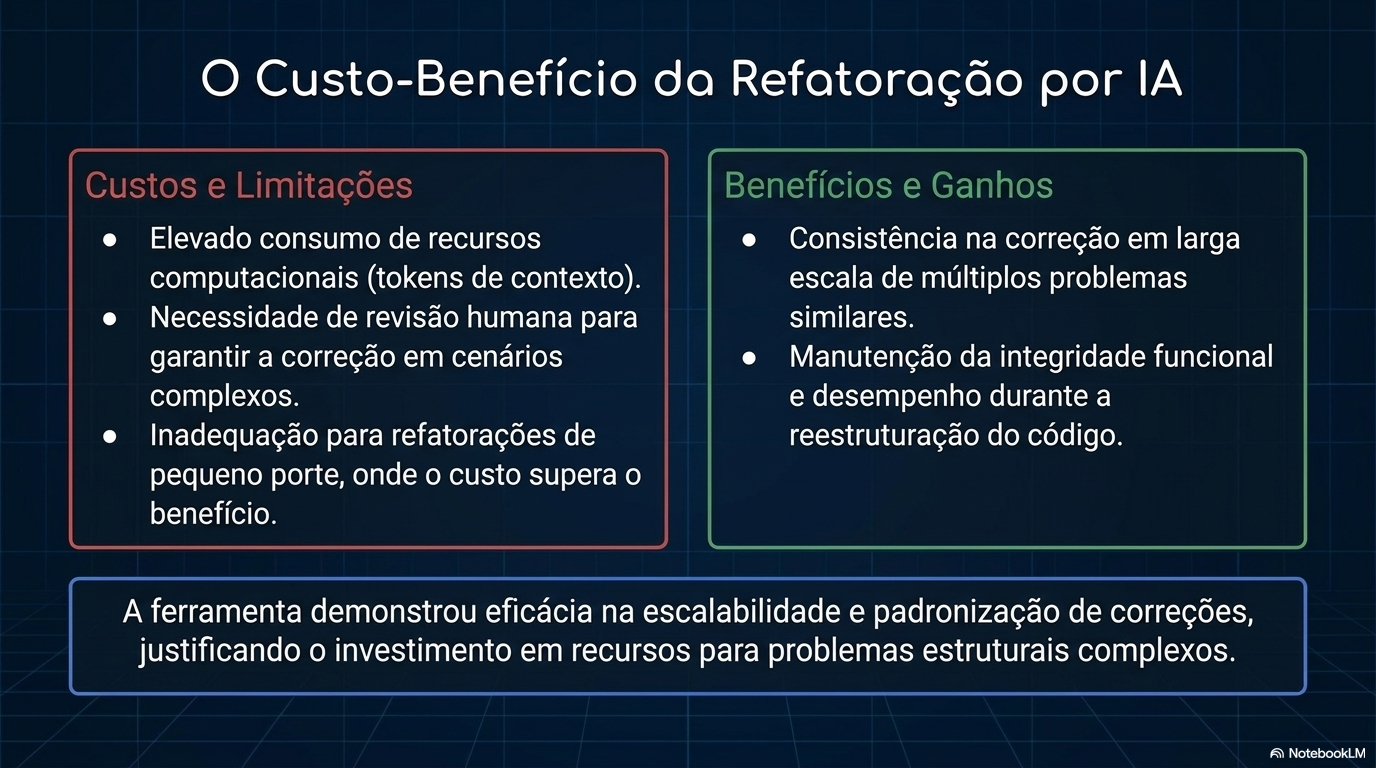 O Custo-Benefício da Refatoração por IA
Custos e Limitações
● Elevado consumo de recursos
computacionais (tokens de contexto).
● Necessidade de revisão humana para
garantir a correção em cenários
complexos.
● Inadequação para refatorações de
pequeno porte, onde o custo supera o
benefício.
Benefícios e Ganhos
● Consistência na correção em larga
escala de múltiplos problemas
similares.
● Manutenção da integridade funcional
e desempenho durante a
reestruturação do código.
A ferramenta demonstrou eficácia na escalabilidade e padronização de correções,
justificando o investimento em recursos para problemas estruturais complexos.
NotebookLM